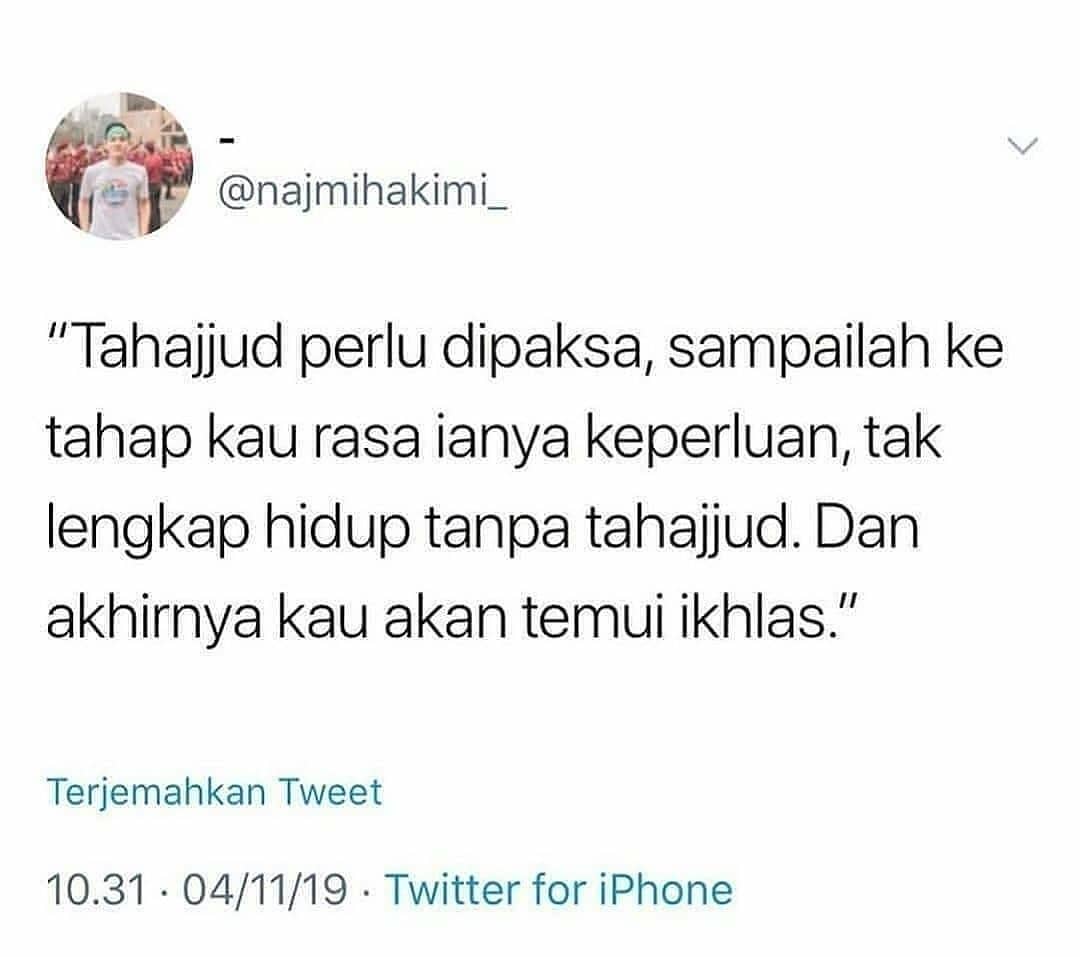 -
@najmihakimi_
"Tahajjud perlu dipaksa, sampailah ke
tahap kau rasa ianya keperluan, tak
lengkap hidup tanpa tahajjud. Dan
akhirnya kau akan temui ikhlas."
Terjemahkan Tweet
10.31 · 04/11/19 · Twitter for iPhone